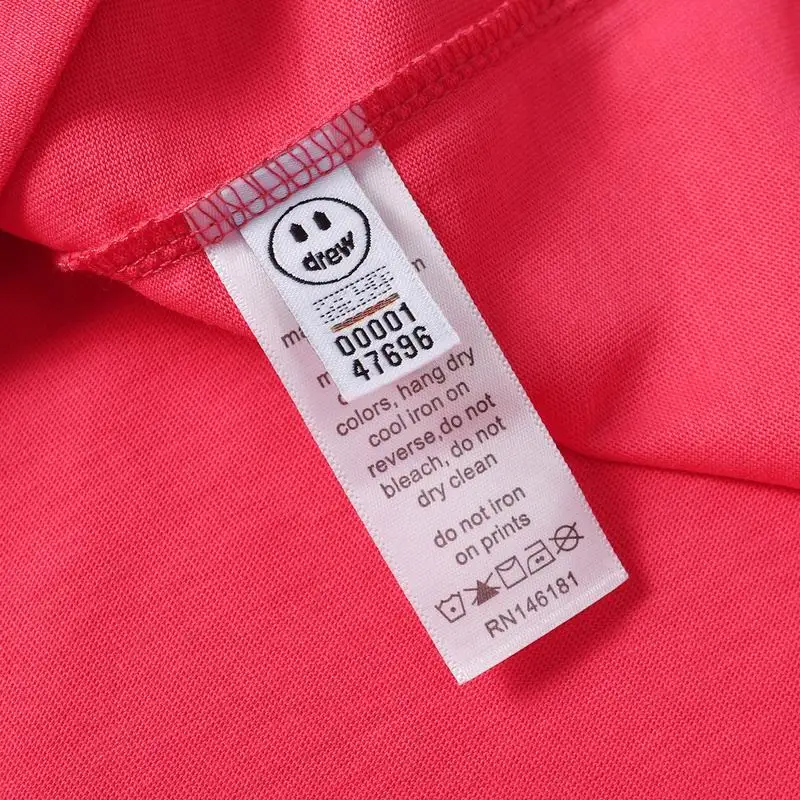 drew
00001
47696
m
ma
m
colors, hang dry
cool iron on
reverse,do not
bleach, do not
dry clean
do not iron
on prints
RN146181